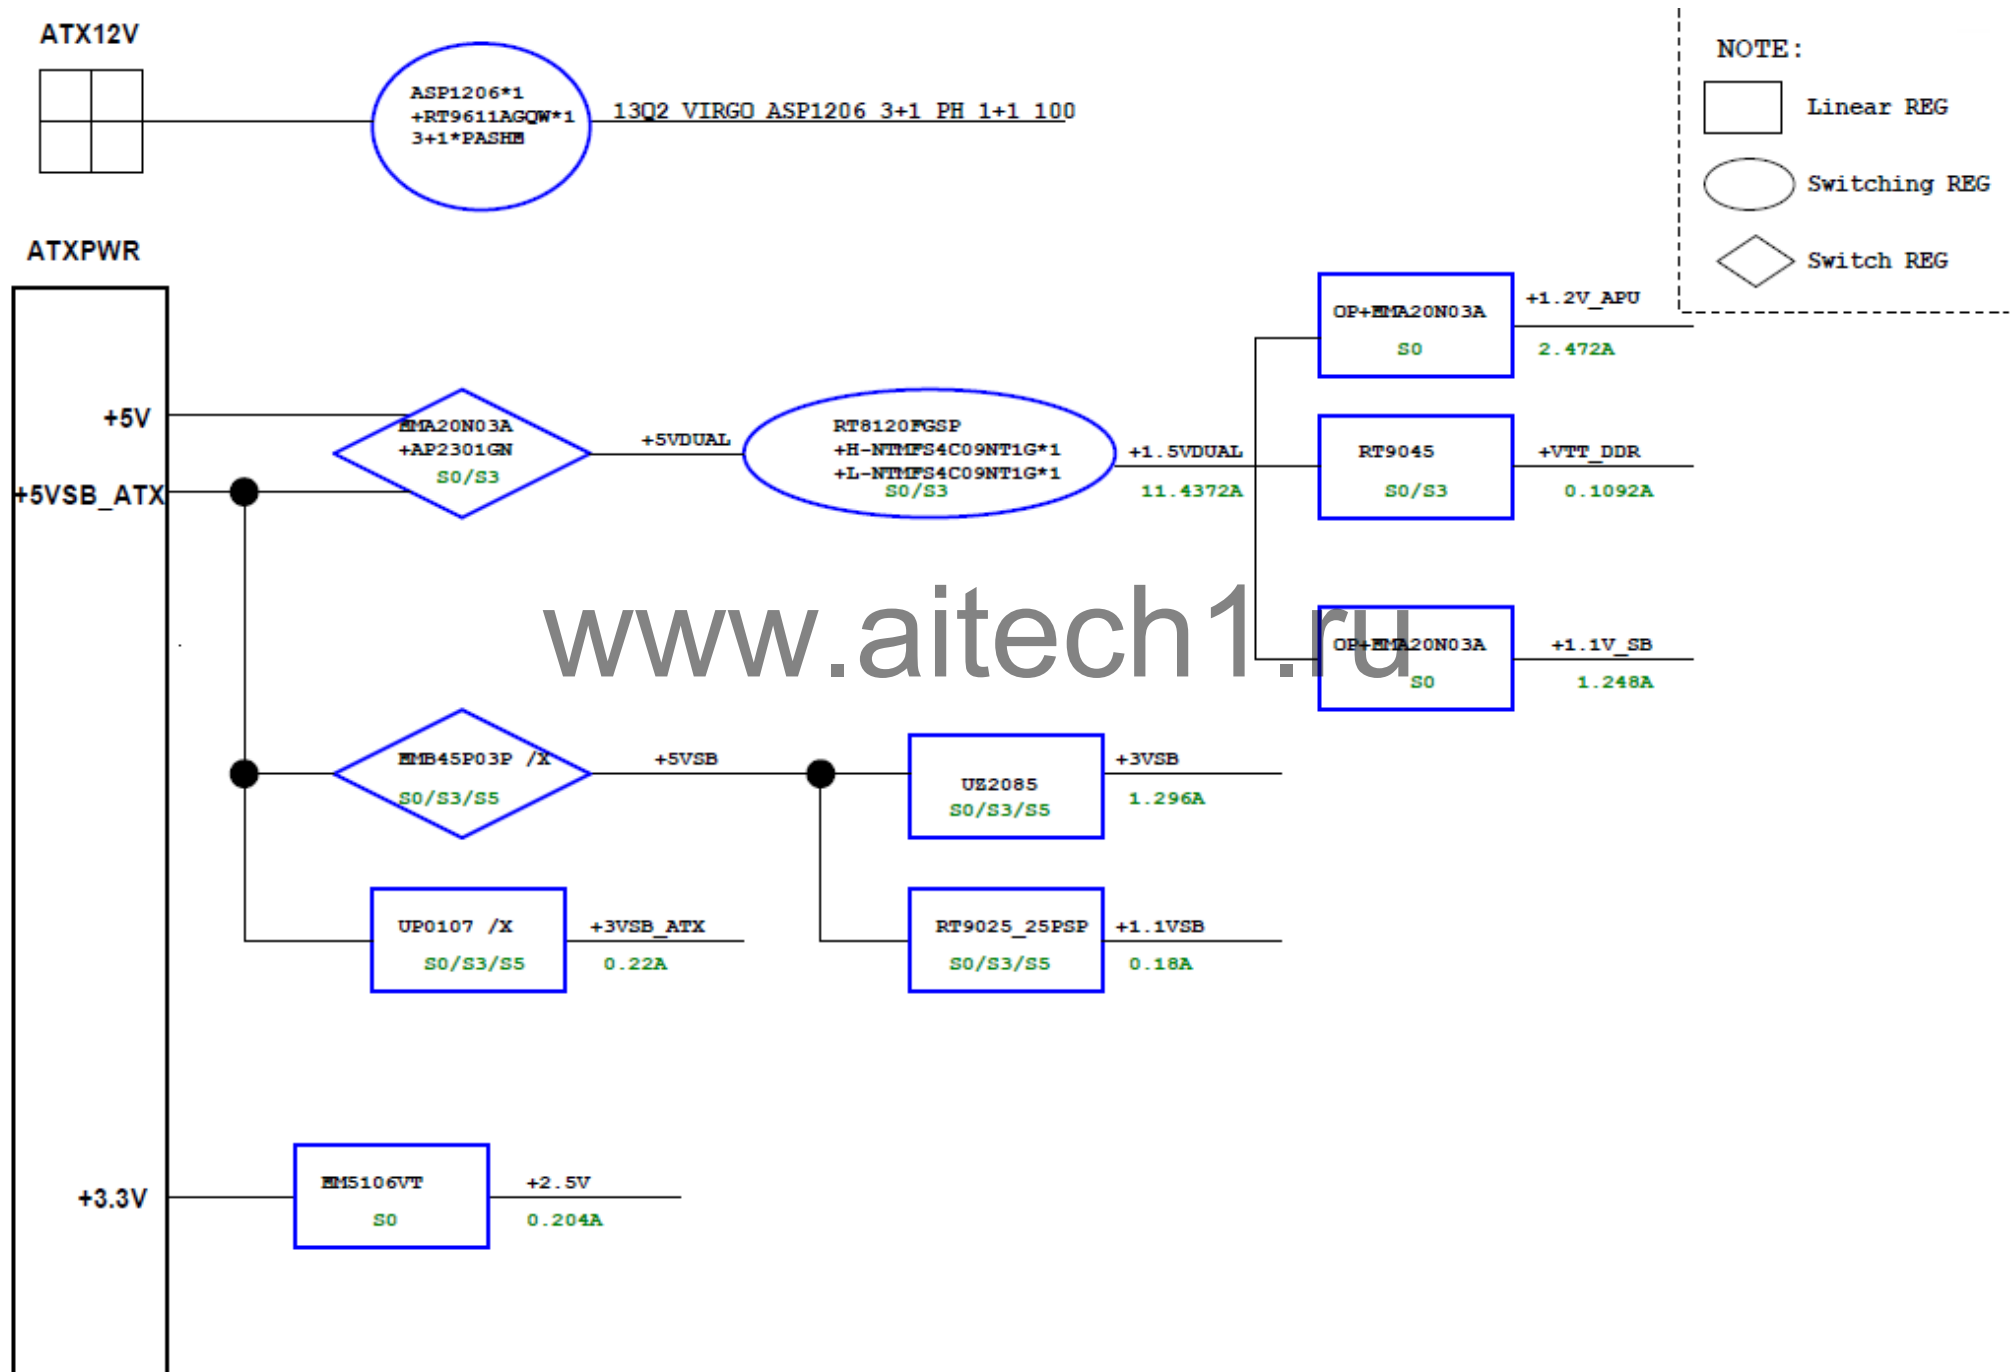 ATX12V
ASP1206*1
+RT9611AGQW*1
3+1*PASHE
13Q2 VIRGO ASP1206 3+1 PH 1+1 100
NOTE:
Linear REG
Switching REG
Switch REG
ATXPWR
+5V
+5VSB_ATX
EMA20N03A
+AP2301GN
S0/S3
+5VDUAL
RT8120FGSP
+H-NTMFS4C09NT1G*1
+L-NTMFS4C09NT1G*1
S0/S3
+1.5VDUAL
11.4372A
OP+EMA20N03A
S0
+1.2V_APU
2.472A
RT9045
S0/S3
+VTT_DDR
0.1092A
OP+EMA20N03A
S0
+1.1V_SB
1.248A
www.aitech1.ru
EMB45P03P /X
S0/S3/S5
+5VSB
UZ2085
S0/S3/S5
+3VSB
1.296A
UP0107 /X
S0/S3/S5
+3VSB_ATX
0.22A
RT9025_25PSP
S0/S3/S5
+1.1VSB
0.18A
+3.3V
EM5106VT
S0
+2.5V
0.204A